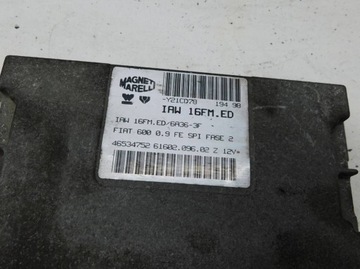 MAGNETI
MARELLI
-Y21CD78 194 98
IAW 16FM.ED
IAW 16FM.ED/6A36-3F
FIAT 600 0.9 FE SPI FASE 2
46534752 61602.096.02 Z 12V+